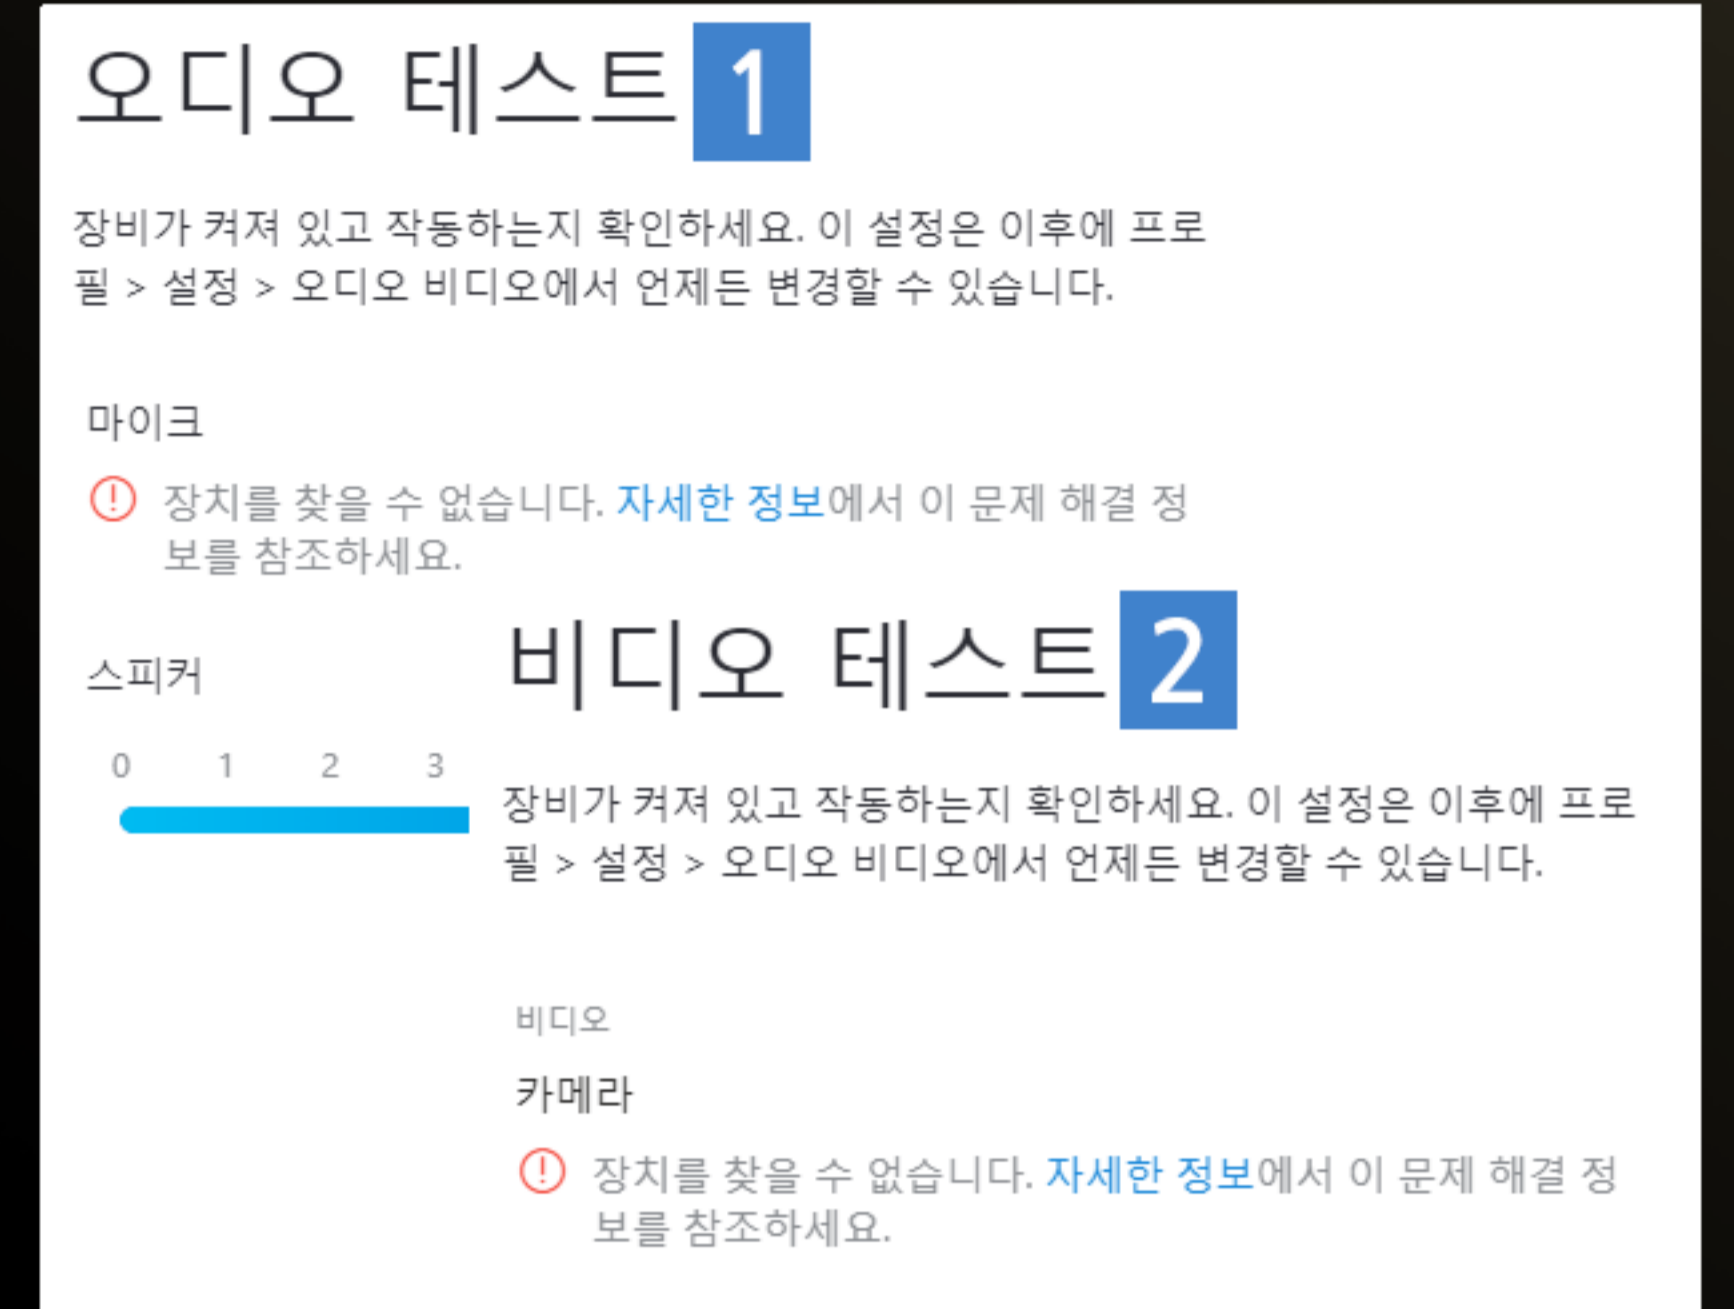 오디오 테스트 1
장비가 켜져 있고 작동하는지 확인하세요. 이 설정은 이후에 프로
필 > 설정 > 오디오 비디오에서 언제든 변경할 수 있습니다.
마이크
장치를 찾을 수 없습니다. 자세한 정보에서 이 문제 해결 정
보를 참조하세요.
스피커
0 1 2 3
비디오 테스트 2
장비가 켜져 있고 작동하는지 확인하세요. 이 설정은 이후에 프로
필 > 설정 > 오디오 비디오에서 언제든 변경할 수 있습니다.
비디오
카메라
장치를 찾을 수 없습니다. 자세한 정보에서 이 문제 해결 정
보를 참조하세요.